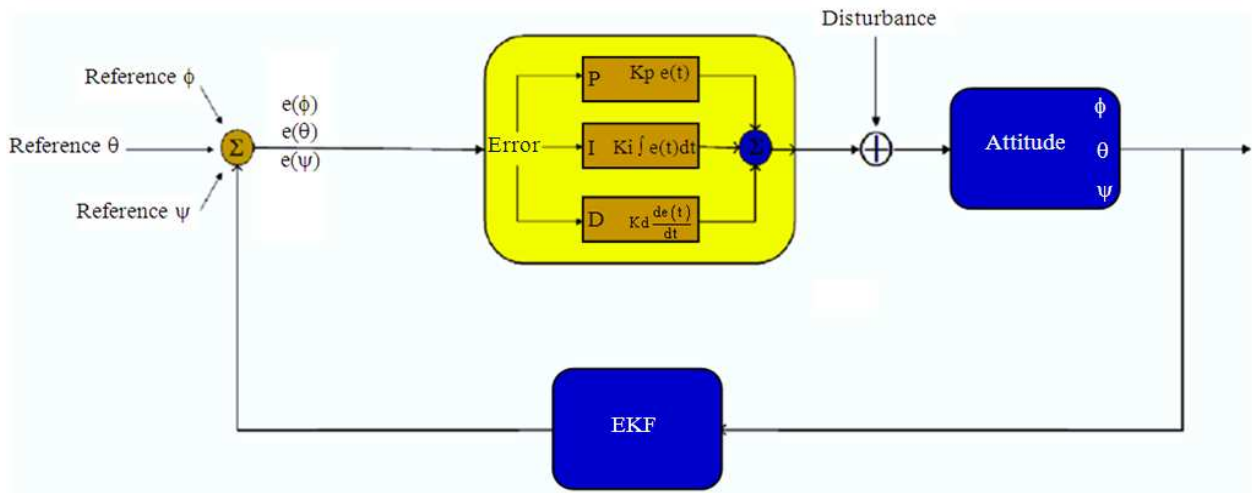 Disturbance
Reference ϕ
Reference θ
Reference ψ
Σ
e(ϕ)
e(θ)
e(ψ)
Error
P Kp e(t)
I Ki ∫ e(t)dt
D Kd de(t)/dt
Σ
Attitude
ϕ
θ
ψ
EKF